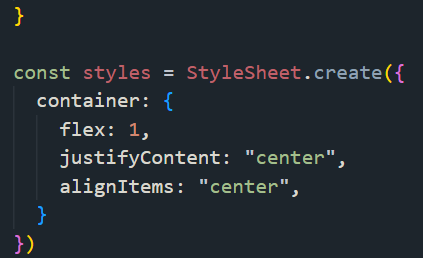 }
const styles = StyleSheet.create({
  container: {
    flex: 1,
    justifyContent: "center",
    alignItems: "center",
  }
})